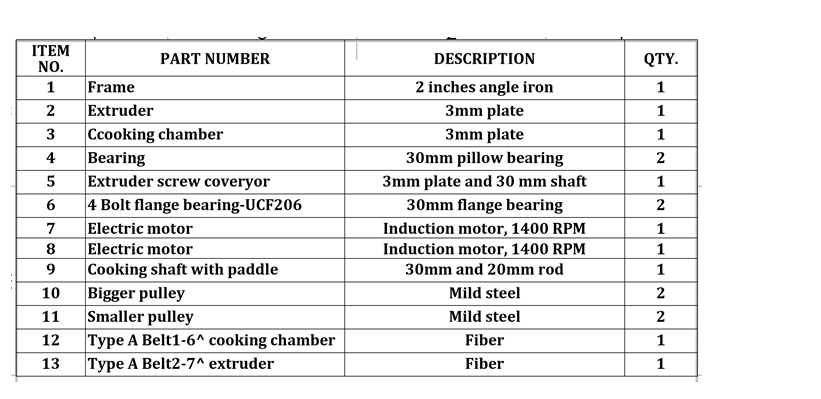 ITEM NO. PART NUMBER DESCRIPTION QTY.
1 Frame 2 inches angle iron 1
2 Extruder 3mm plate 1
3 Ccooking chamber 3mm plate 1
4 Bearing 30mm pillow bearing 2
5 Extruder screw coveryor 3mm plate and 30 mm shaft 1
6 4 Bolt flange bearing-UCF206 30mm flange bearing 2
7 Electric motor Induction motor, 1400 RPM 1
8 Electric motor Induction motor, 1400 RPM 1
9 Cooking shaft with paddle 30mm and 20mm rod 1
10 Bigger pulley Mild steel 2
11 Smaller pulley Mild steel 2
12 Type A Belt1-6^ cooking chamber Fiber 1
13 Type A Belt2-7^ extruder Fiber 1